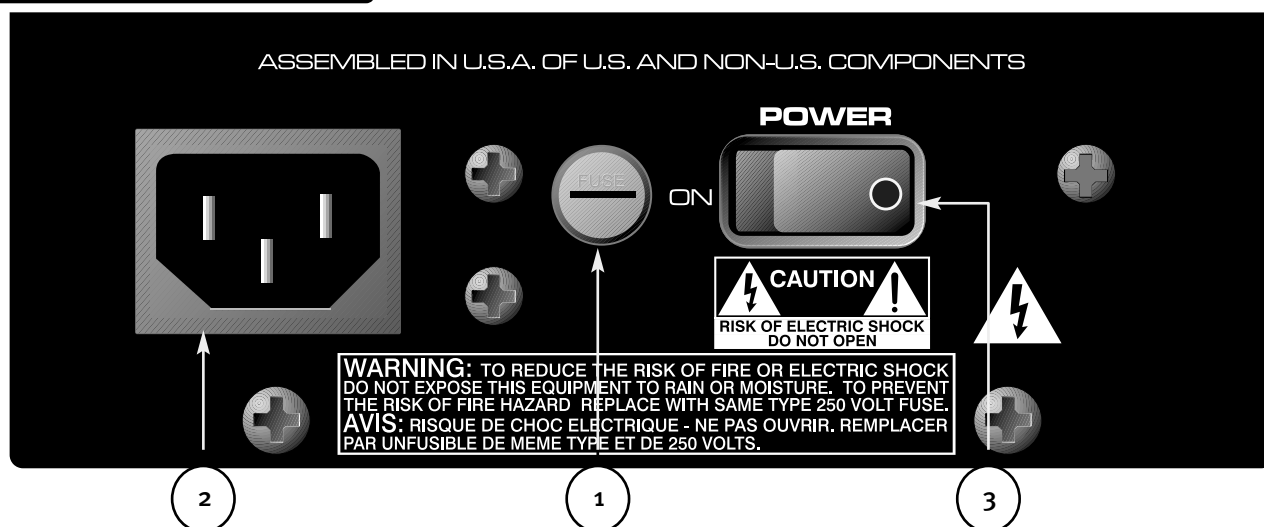 ASSEMBLED IN U.S.A. OF U.S. AND NON-U.S. COMPONENTS
POWER
FUSE
ON
CAUTION
RISK OF ELECTRIC SHOCK
DO NOT OPEN
WARNING: TO REDUCE THE RISK OF FIRE OR ELECTRIC SHOCK
DO NOT EXPOSE THIS EQUIPMENT TO RAIN OR MOISTURE. TO PREVENT
THE RISK OF FIRE HAZARD REPLACE WITH SAME TYPE 250 VOLT FUSE.
AVIS: RISQUE DE CHOC ELECTRIQUE - NE PAS OUVRIR. REMPLACER
PAR UNFUSIBLE DE MEME TYPE ET DE 250 VOLTS.
2
1
3